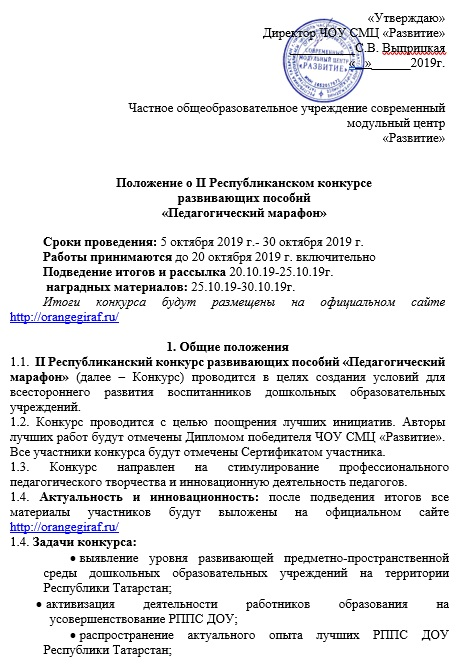 «Утверждаю»
Директор ЧОУ СМЦ «Развитие»
С.В. Выприцкая
«__»______2019г.
СОВРЕМЕННЫЙ
МОДУЛЬНЫЙ ЦЕНТР
«РАЗВИТИЕ»
Частное общеобразовательное учреждение современный
модульный центр
«Развитие»
Положение о II Республиканском конкурсе
развивающих пособий
«Педагогический марафон»
Сроки проведения: 5 октября 2019 г.- 30 октября 2019 г.
Работы принимаются до 20 октября 2019 г. включительно
Подведение итогов и рассылка 20.10.19-25.10.19г.
наградных материалов: 25.10.19-30.10.19г.
Итоги конкурса будут размещены на официальном сайте
http://orangegiraf.ru/
1. Общие положения
1.1. II Республиканский конкурс развивающих пособий «Педагогический
марафон» (далее – Конкурс) проводится в целях создания условий для
всестороннего развития воспитанников дошкольных образовательных
учреждений.
1.2. Конкурс проводится с целью поощрения лучших инициатив. Авторы
лучших работ будут отмечены Дипломом победителя ЧОУ СМЦ «Развитие».
Все участники конкурса будут отмечены Сертификатом участника.
1.3. Конкурс направлен на стимулирование профессионального
педагогического творчества и инновационную деятельность педагогов.
1.4. Актуальность и инновационность: после подведения итогов все
материалы участников будут выложены на официальном сайте
http://orangegiraf.ru/
1.4. Задачи конкурса:
• выявление уровня развивающей предметно-пространственной
среды дошкольных образовательных учреждений на территории
Республики Татарстан;
• активизация деятельности работников образования на
усовершенствование РППС ДОУ;
• распространение актуального опыта лучших РППС ДОУ
Республики Татарстан;